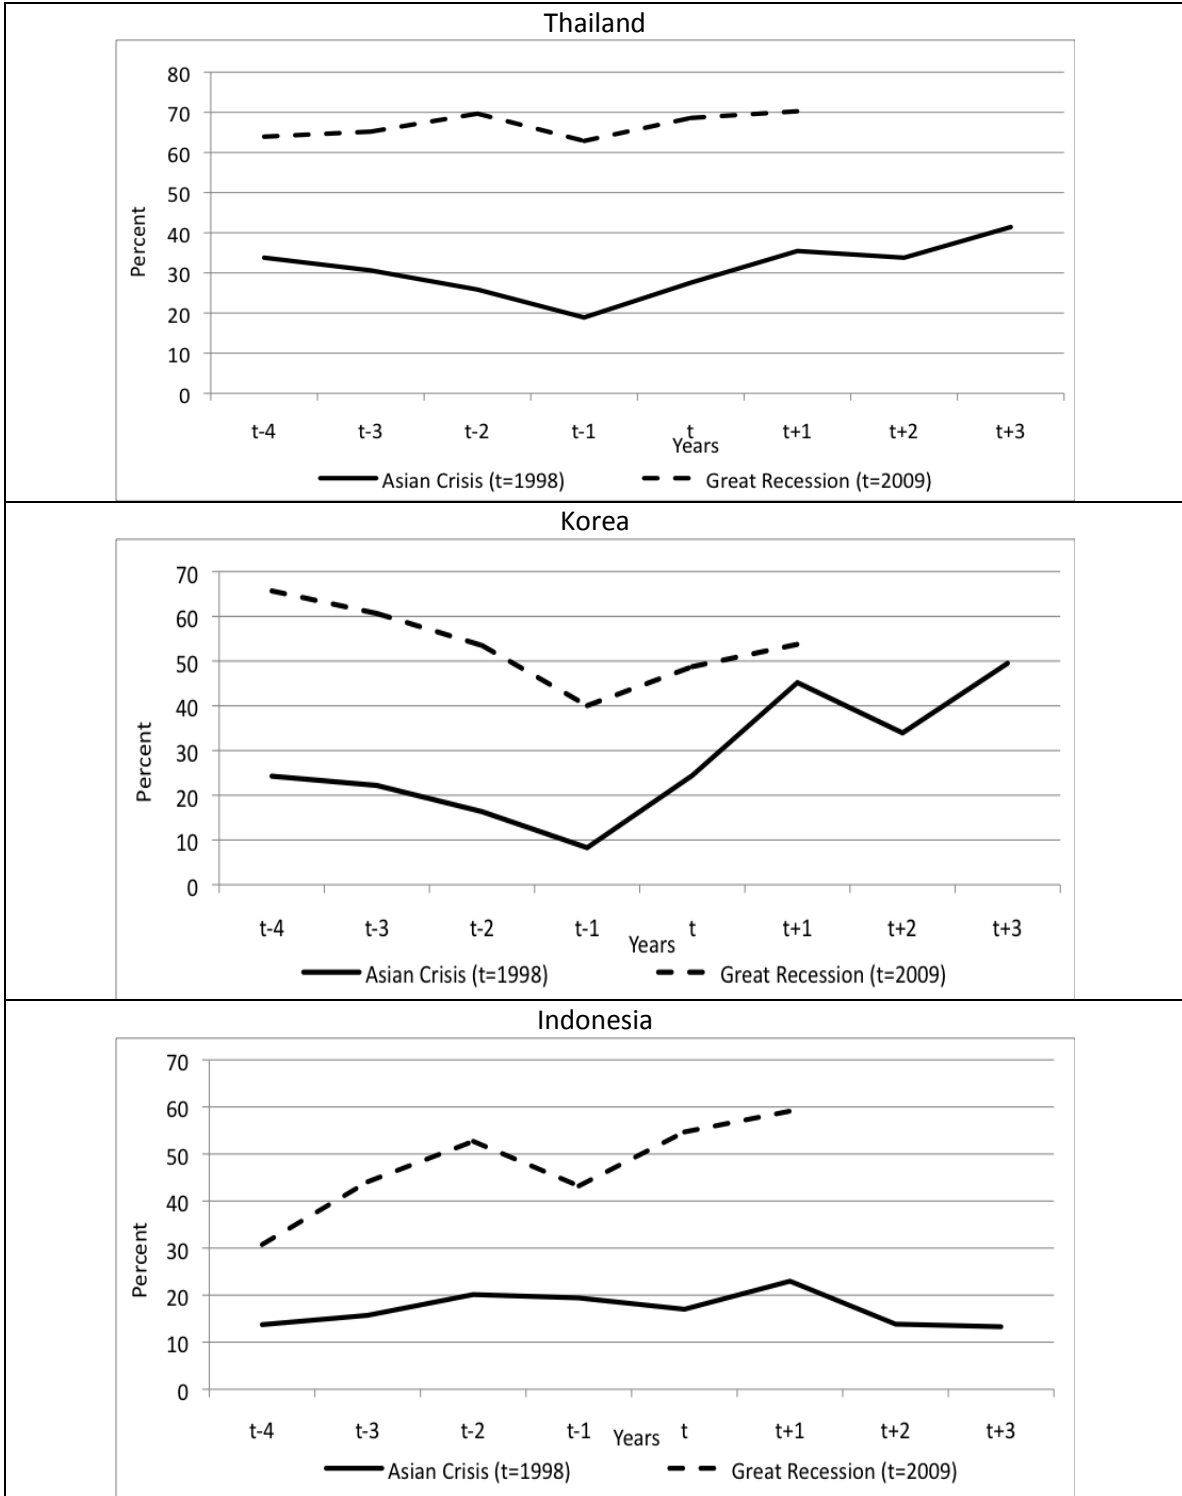 Thailand
80
70
60
50
40
30
20
10
0
Percent
t-4 t-3 t-2 t-1 t t+1 t+2 t+3
Years
Asian Crisis (t=1998) Great Recession (t=2009)
Korea
70
60
50
40
30
20
10
0
Percent
t-4 t-3 t-2 t-1 t t+1 t+2 t+3
Years
Asian Crisis (t=1998) Great Recession (t=2009)
Indonesia
70
60
50
40
30
20
10
0
Percent
t-4 t-3 t-2 t-1 Years t t+1 t+2 t+3
Asian Crisis (t=1998) Great Recession (t=2009)